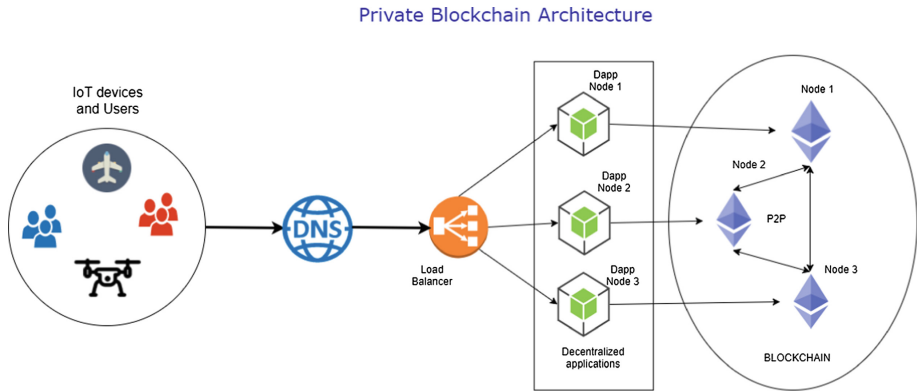 Private Blockchain Architecture
IoT devices
and Users
DNS
Load
Balancer
Dapp
Node 1
Dapp
Node 2
Dapp
Node 3
Decentralized
applications
Node 1
Node 2
P2P
Node 3
BLOCKCHAIN